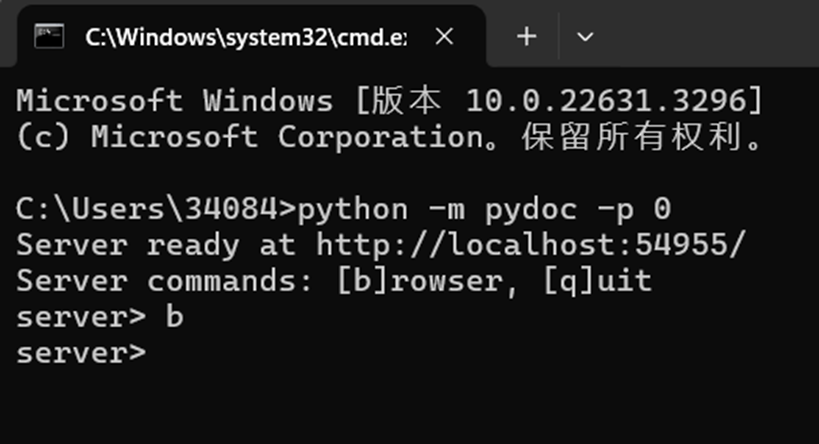 C:\Windows\system32\cmd.e
Microsoft Windows [版本 10.0.22631.3296]
(c) Microsoft Corporation。保留所有权利。
C:\Users\34084>python -m pydoc -p 0
Server ready at http://localhost:54955/
Server commands: [b]rowser, [q]uit
server> b
server>